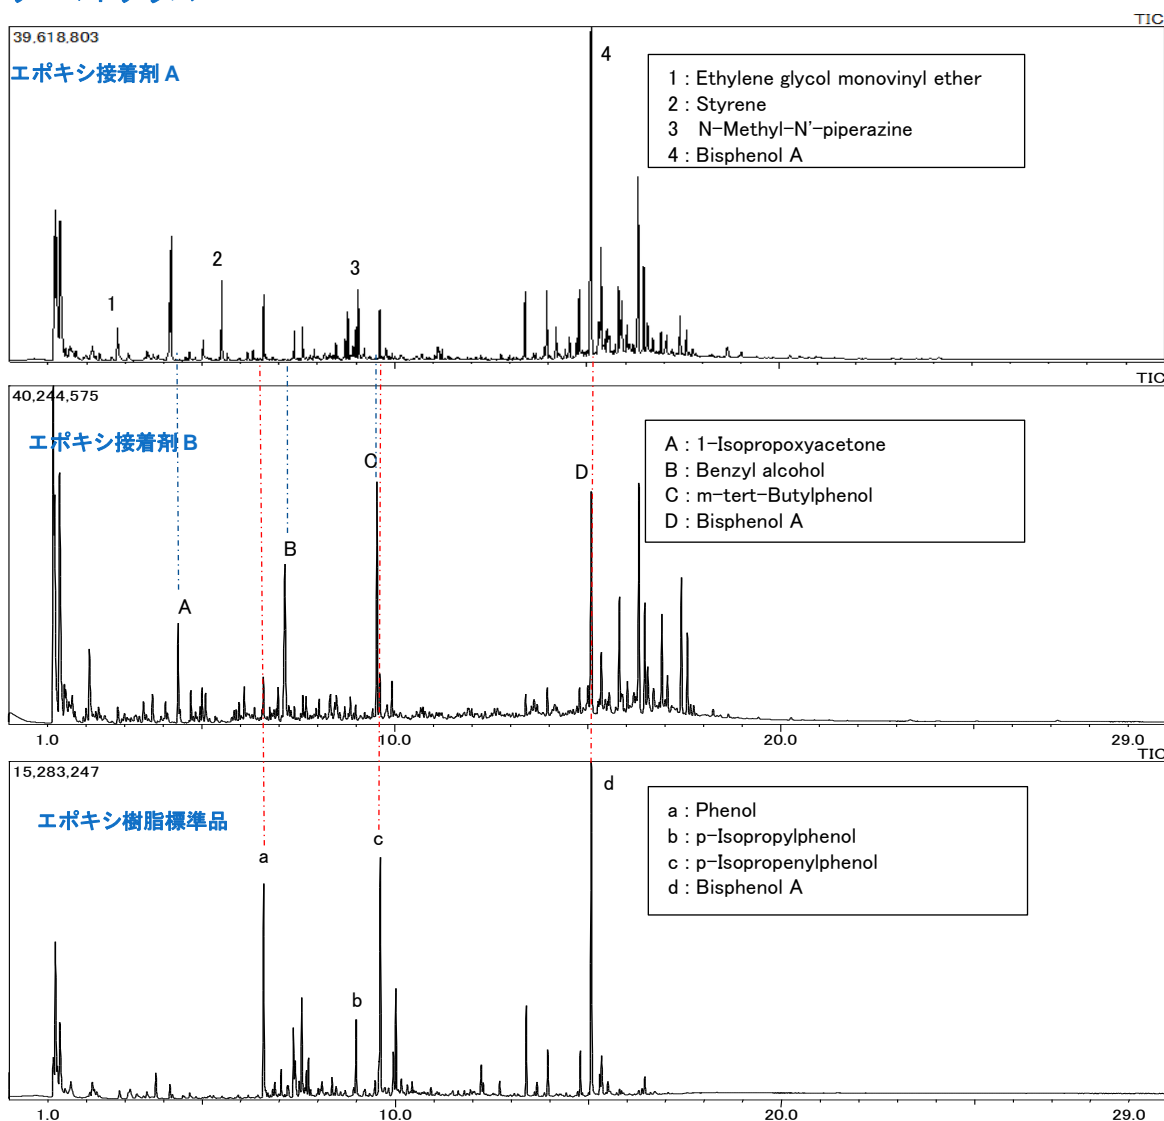 TIC
39,618,803
エポキシ接着剤 A
4
1 : Ethylene glycol monovinyl ether
2 : Styrene
3 N-Methyl-N'-piperazine
4 : Bisphenol A
2
3
1
TIC
40,244,575
エポキシ接着剤 B
A : 1-Isopropoxyacetone
B : Benzyl alcohol
C : m-tert-Butylphenol
D : Bisphenol A
C
D
B
A
1.0 10.0 20.0 29.0
TIC
15,283,247
エポキシ樹脂標準品
d
a : Phenol
b : p-Isopropylphenol
c : p-Isopropenylphenol
d : Bisphenol A
a
c
b
1.0 10.0 20.0 29.0